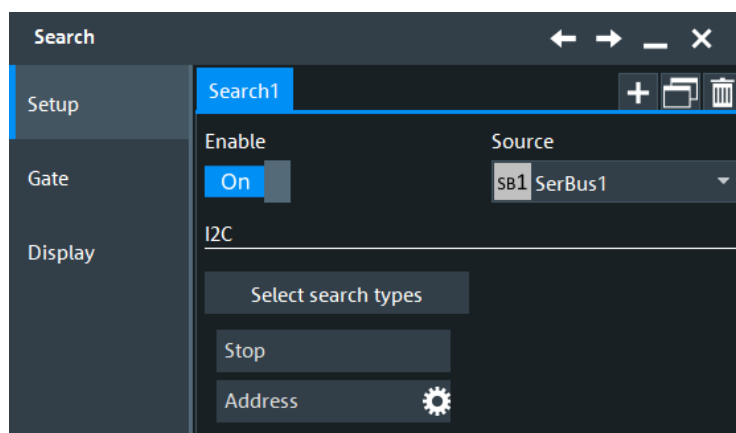 Search
Setup
Gate
Display
Search1
Enable
On
Source
SB1 SerBus1
I2C
Select search types
Stop
Address